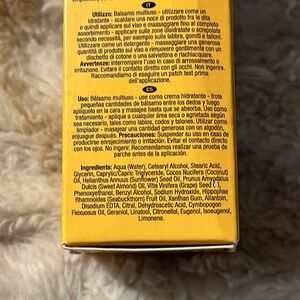 IT
Utilizzo: Balsamo multiuso - utilizzare come un
idratante - scaldare una noce di prodotto fra le dita
e quindi applicare sul viso e massaggiare fino al completo
assorbimento - applicare sulle zone disidratate o screpolate
secondo necessità, per esempio sulle labbra, gomiti, talloni.
Utilizzare come un detergente - massaggiare una generosa
quantità di prodotto sul viso e rimuovere gentilmente con un
dischetto di cotone e sciacquare con acqua.
Avvertenze: Interrompere l'uso in caso di arrossamento o
irritazione. Evitare il contatto diretto con gli occhi. Non ingerire.
Raccomandiamo di eseguire un patch test prima
dell'applicazione.
ES
Uso: Bálsamo multiuso - use como crema hidratante - frote
pequeñas cantidades de bálsamo entre los dedos y luego
aplíquelo en la cara y masajee hasta que se absorba. Otros
tratamiento - aplique a cualquier área seca o agrietada según
sea necesario, tales como labios, codos y talones. Utilizar como
limpiador - masajear una cantidad generosa con un algodón,
enjuague después. Precauciones: Suspender su uso en caso de
producirse enrojecimiento o irritación. Evitar el contacto directo
con los ojos. No ingerir. Recomendamos realizar una prueba
parche antes de la aplicación.
Ingredients: Aqua (Water), Cetearyl Alcohol, Stearic Acid,
Glycerin, Caprylic/Capric Triglyceride, Cocos Nucifera (Coconut)
Oil, Helianthus Annuus (Sunflower) Seed Oil, Prunus Amygdalus
Dulcis (Sweet Almond) Oil, Vitis Vinifera (Grape) Seed Oil,
Phenoxyethanol, Benzyl Alcohol, Sodium Hydroxide, Hippophae
Rhamnoides (Seabuckthorn) Fruit Oil, Xanthan Gum, Allantoin,
Disodium EDTA, Citral, Dehydroacetic Acid, Cymbopogon
Flexuosus Oil, Geraniol, Linalool, Citronellol, Eugenol, Isoeugenol,
Limonene.